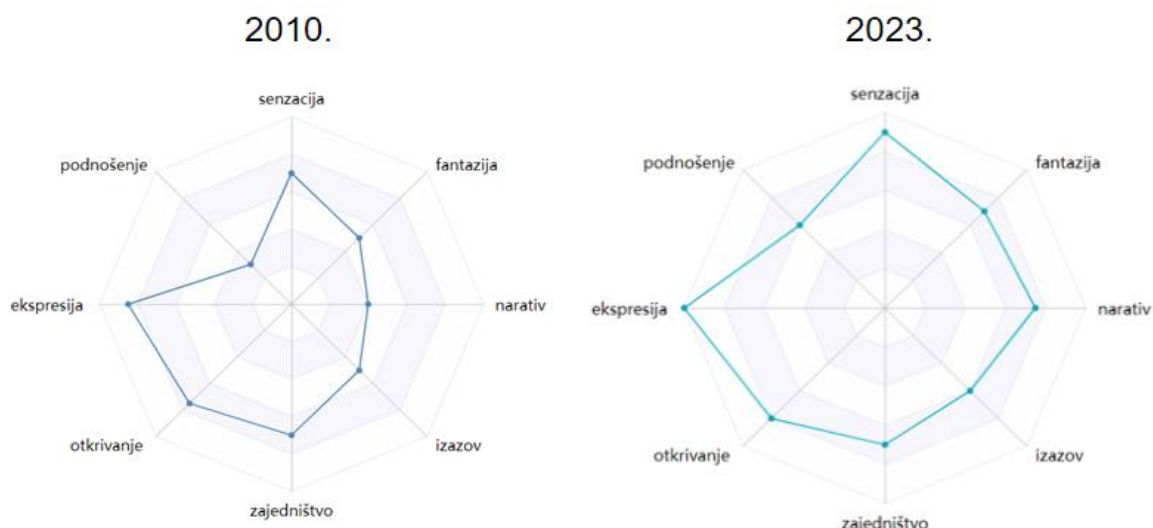 2010.
senzacija
podnošenje
fantazija
ekspresija
narativ
otkrivanje
izazov
zajedništvo
2023.
senzacija
podnošenje
fantazija
ekspresija
narativ
otkrivanje
izazov
zajedništvo